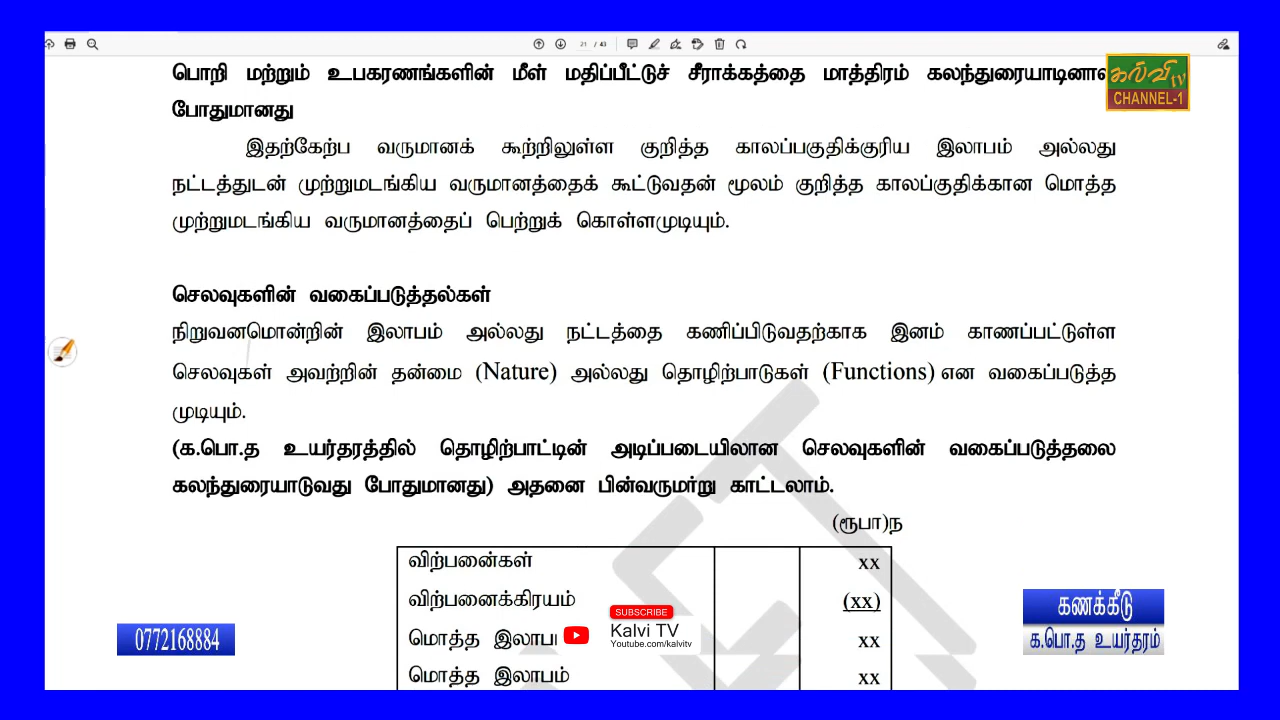 21 / 43
பொறி மற்றும் உபகரணங்களின் மீள் மதிப்பீட்டுச் சீராக்கத்தை மாத்திரம்
போதுமானது
கல்வி TV
CHANNEL-1
இதற்கேற்ப வருமானக் கூற்றிலுள்ள குறித்த காலப்பகுதிக்குரிய இலாபம் அல்லது
நட்டத்துடன் முற்றுமடங்கிய வருமானத்தைக் கூட்டுவதன் மூலம் குறித்த காலப்குதிக்கான மொத்த
முற்றுமடங்கிய வருமானத்தைப் பெற்றுக் கொள்ளமுடியும்.
செலவுகளின் வகைப்படுத்தல்கள்
நிறுவனமொன்றின் இலாபம் அல்லது நட்டத்தை கணிப்பிடுவதற்காக இனம் காணப்பட்டுள்ள
செலவுகள் அவற்றின் தன்மை (Nature) அல்லது தொழிற்பாடுகள் (Functions) என வகைப்படுத்த
முடியும்.
(க.பொ.த உயர்தரத்தில் தொழிற்பாட்டின் அடிப்படையிலான செலவுகளின் வகைப்படுத்தலை
கலந்துரையாடுவது போதுமானது) அதனை பின்வருமா்று காட்டலாம்.
(ரூபா)ந
விற்பனை்கள் xx
விற்பனைக்கிரயம் (xx)
மொத்த xx
மொத்த இலாபம் xx
SUBSCRIBE
Kalvi TV
Youtube.com/kalvitv
0772168884
கணக்கீடு
க.பொ.த உயர்தரம்